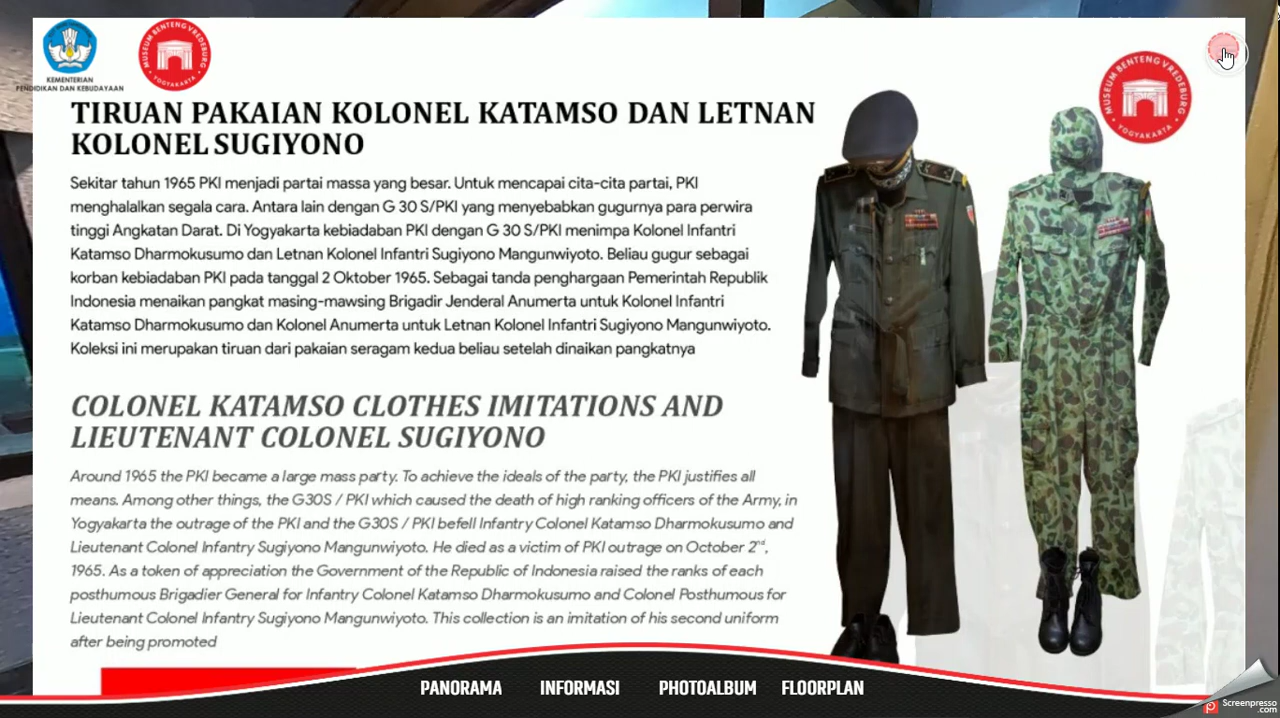 KEMENTERIAN
PENDIDIKAN DAN KEBUDAYAAN
MUSEUM BENTENG VREDEBURG
YOGYAKARTA
MUSEUM BENTENG VREDEBURG
YOGYAKARTA
TIRUAN PAKAIAN KOLONEL KATAMSO DAN LETNAN
KOLONEL SUGIYONO
Sekitar tahun 1965 PKI menjadi partai massa yang besar. Untuk mencapai cita-cita partai, PKI
menghalalkan segala cara. Antara lain dengan G 30 S/PKI yang menyebabkan gugurnya para perwira
tinggi Angkatan Darat. Di Yogyakarta kebiadaban PKI dengan G 30 S/PKI menimpa Kolonel Infantri
Katamso Dharmokusumo dan Letnan Kolonel Infantri Sugiyono Mangunwiyoto. Beliau gugur sebagai
korban kebiadaban PKI pada tanggal 2 Oktober 1965. Sebagai tanda penghargaan Pemerintah Republik
Indonesia menaikan pangkat masing-mawsing Brigadir Jenderal Anumerta untuk Kolonel Infantri
Katamso Dharmokusumo dan Kolonel Anumerta untuk Letnan Kolonel Infantri Sugiyono Mangunwiyoto.
Koleksi ini merupakan tiruan dari pakaian seragam kedua beliau setelah dinaikan pangkatnya
COLONEL KATAMSO CLOTHES IMITATIONS AND
LIEUTENANT COLONEL SUGIYONO
Around 1965 the PKI became a large mass party. To achieve the ideals of the party, the PKI justifies all
means. Among other things, the G30S / PKI which caused the death of high ranking officers of the Army, in
Yogyakarta the outrage of the PKI and the G30S / PKI befell Infantry Colonel Katamso Dharmokusumo and
Lieutenant Colonel Infantry Sugiyono Mangunwiyoto. He died as a victim of PKI outrage on October 2nd,
1965. As a token of appreciation the Government of the Republic of Indonesia raised the ranks of each
posthumous Brigadier General for Infantry Colonel Katamso Dharmokusumo and Colonel Posthumous for
Lieutenant Colonel Infantry Sugiyono Mangunwiyoto. This collection is an imitation of his second uniform
after being promoted
PANORAMA INFORMASI PHOTOALBUM FLOORPLAN
Screenpresso
.com